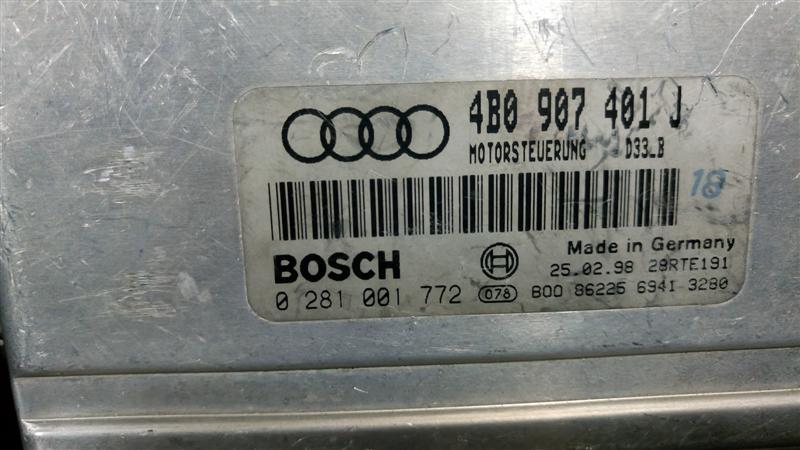 4B0 907 401 J
MOTORSTEUERUNG D33_B
18
BOSCH
Made in Germany
25.02.98 28RTE191
0 281 001 772 078 B00 86225 6941 3280